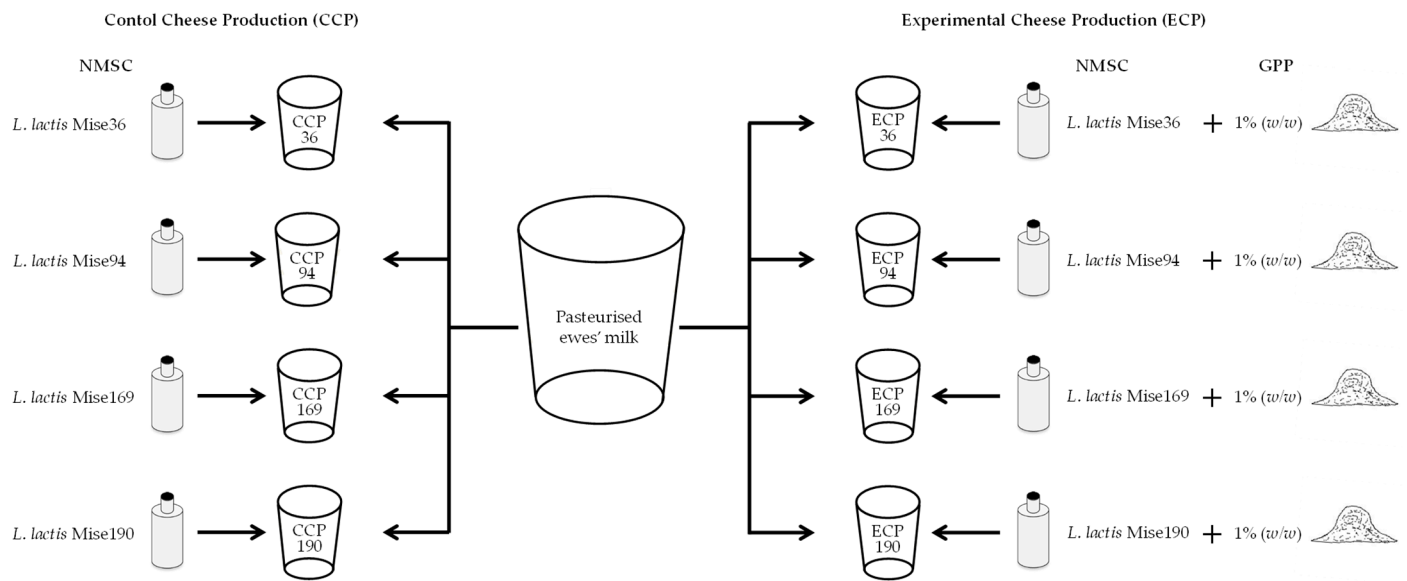 Contol Cheese Production (CCP)
Experimental Cheese Production (ECP)
NMSC
NMSC
GPP
L. lactis Mise36
CCP
36
ECP
36
L. lactis Mise36 + 1% (w/w)
L. lactis Mise94
CCP
94
ECP
94
L. lactis Mise94 + 1% (w/w)
Pasteurised
ewes’ milk
L. lactis Mise169
CCP
169
ECP
169
L. lactis Mise169 + 1% (w/w)
L. lactis Mise190
CCP
190
ECP
190
L. lactis Mise190 + 1% (w/w)